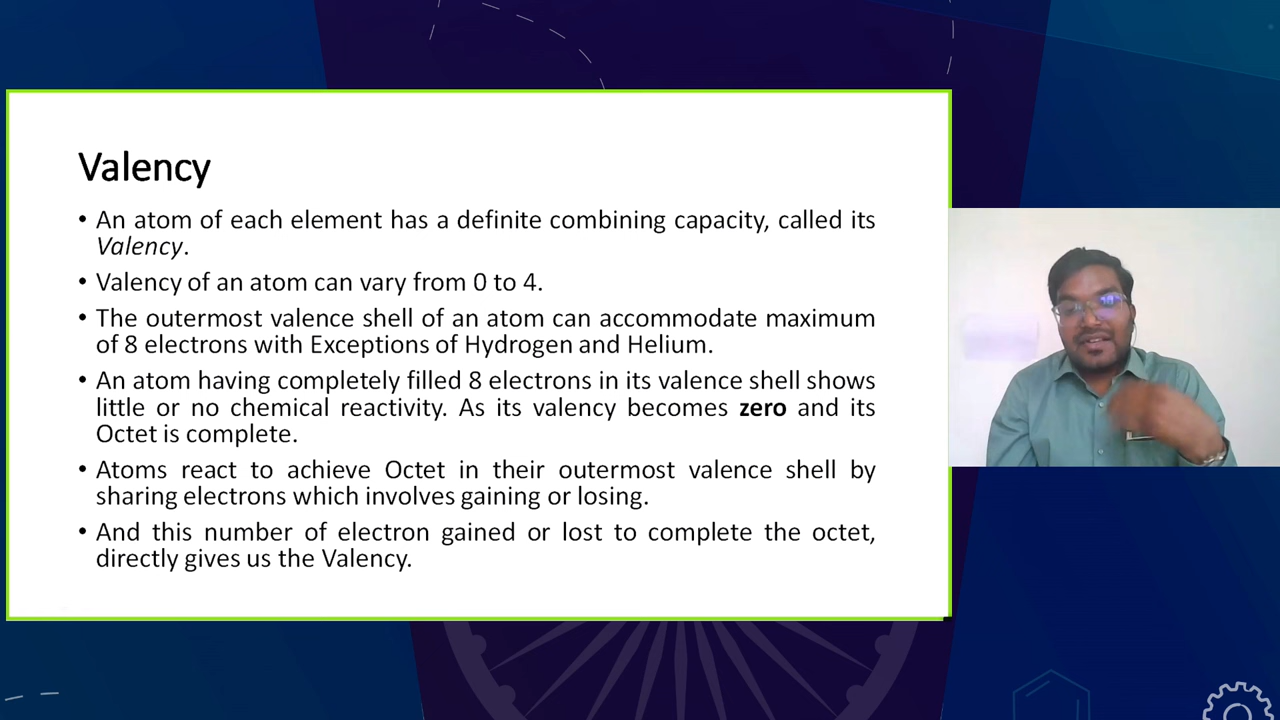 Valency
• An atom of each element has a definite combining capacity, called its
Valency.
• Valency of an atom can vary from 0 to 4.
• The outermost valence shell of an atom can accommodate maximum
of 8 electrons with Exceptions of Hydrogen and Helium.
• An atom having completely filled 8 electrons in its valence shell shows
little or no chemical reactivity. As its valency becomes zero and its
Octet is complete.
• Atoms react to achieve Octet in their outermost valence shell by
sharing electrons which involves gaining or losing.
• And this number of electron gained or lost to complete the octet,
directly gives us the Valency.